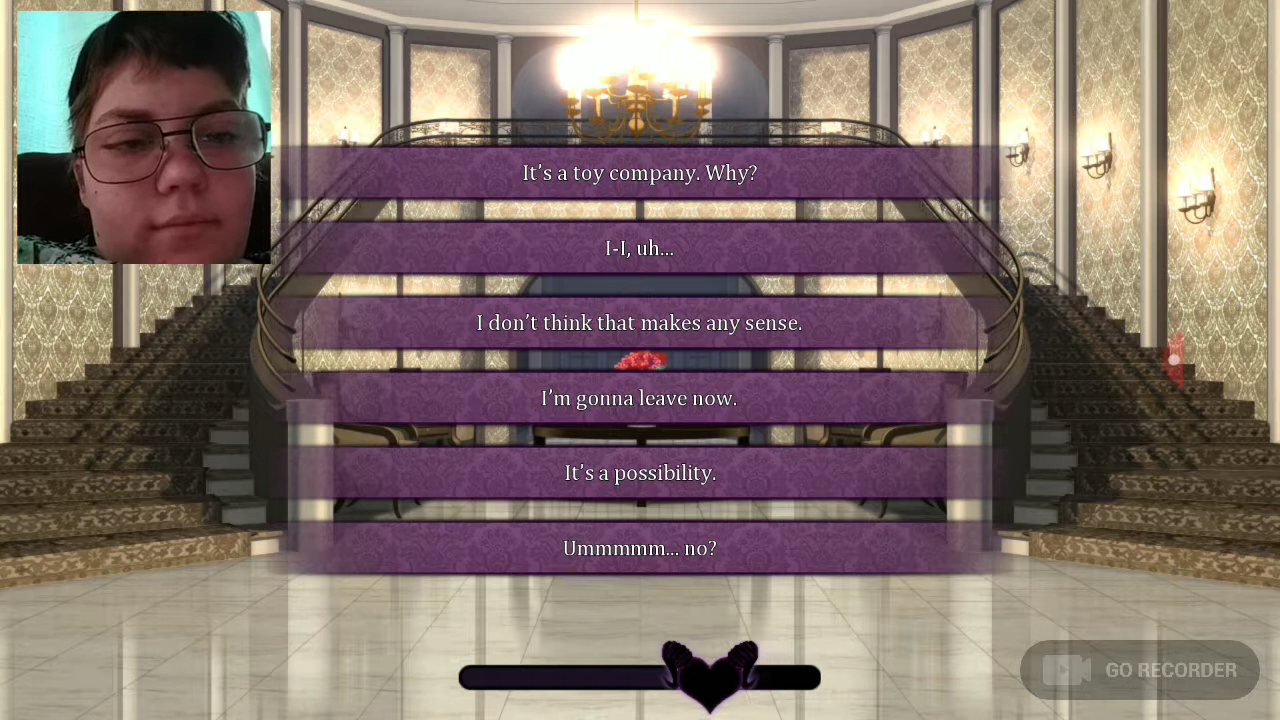 It's a toy company. Why?
I-I, uh...
I don't think that makes any sense.
I'm gonna leave now.
It's a possibility.
Ummmmm... no?
GO RECORDER